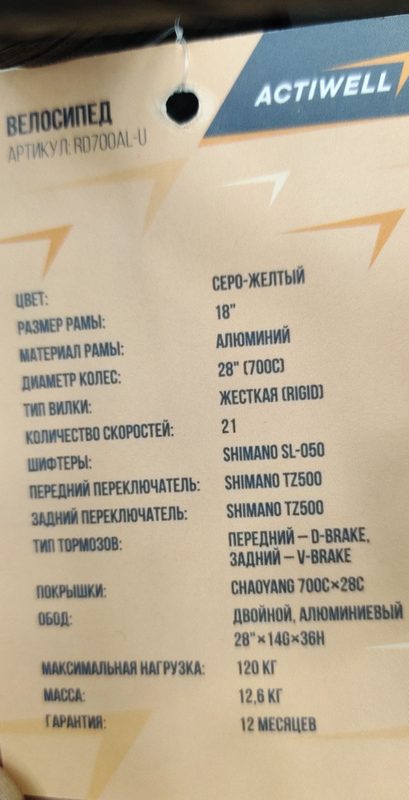 ACTIWELL
ВЕЛОСИПЕД
АРТИКУЛ: RD700AL-U
ЦВЕТ: СЕРО-ЖЕЛТЫЙ
РАЗМЕР РАМЫ: 18"
МАТЕРИАЛ РАМЫ: АЛЮМИНИЙ
ДИАМЕТР КОЛЕС: 28" (700С)
ТИП ВИЛКИ: ЖЕСТКАЯ (RIGID)
КОЛИЧЕСТВО СКОРОСТЕЙ: 21
ШИФТЕРЫ: SHIMANO SL-050
ПЕРЕДНИЙ ПЕРЕКЛЮЧАТЕЛЬ: SHIMANO TZ500
ЗАДНИЙ ПЕРЕКЛЮЧАТЕЛЬ: SHIMANO TZ500
ТИП ТОРМОЗОВ: ПЕРЕДНИЙ – D-BRAKE,
ЗАДНИЙ – V-BRAKE
ПОКРЫШКИ: CHAOYANG 700C×28C
ОБОД: ДВОЙНОЙ, АЛЮМИНИЕВЫЙ
28"×14G×36H
МАКСИМАЛЬНАЯ НАГРУЗКА: 120 КГ
МАССА: 12,6 КГ
ГАРАНТИЯ: 12 МЕСЯЦЕВ